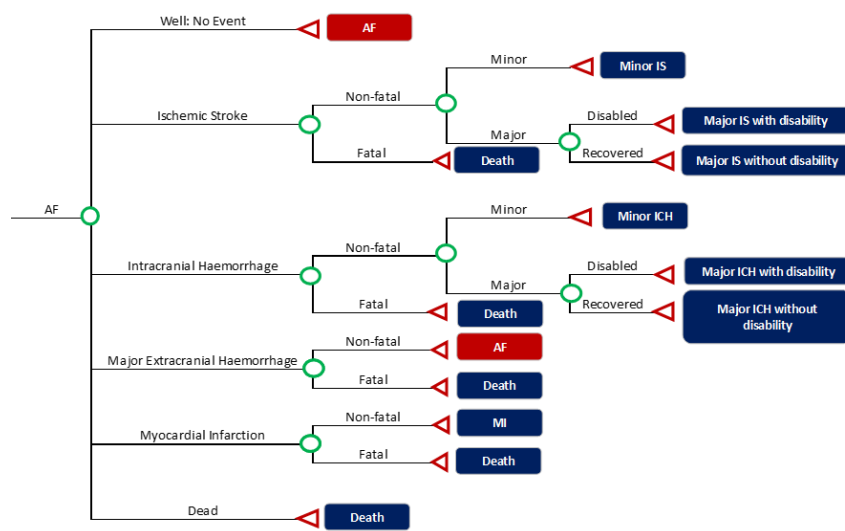 Well: No Event
AF
Minor
Minor IS
Non-fatal
Ischemic Stroke
Disabled
Major IS with disability
Major
Fatal
Death
Recovered
Major IS without disability
AF
Minor
Minor ICH
Non-fatal
Intracranial Haemorrhage
Disabled
Major ICH with disability
Major
Fatal
Death
Recovered
Major ICH without
disability
Non-fatal
AF
Major Extracranial Haemorrhage
Fatal
Death
Non-fatal
MI
Myocardial Infarction
Fatal
Death
Dead
Death